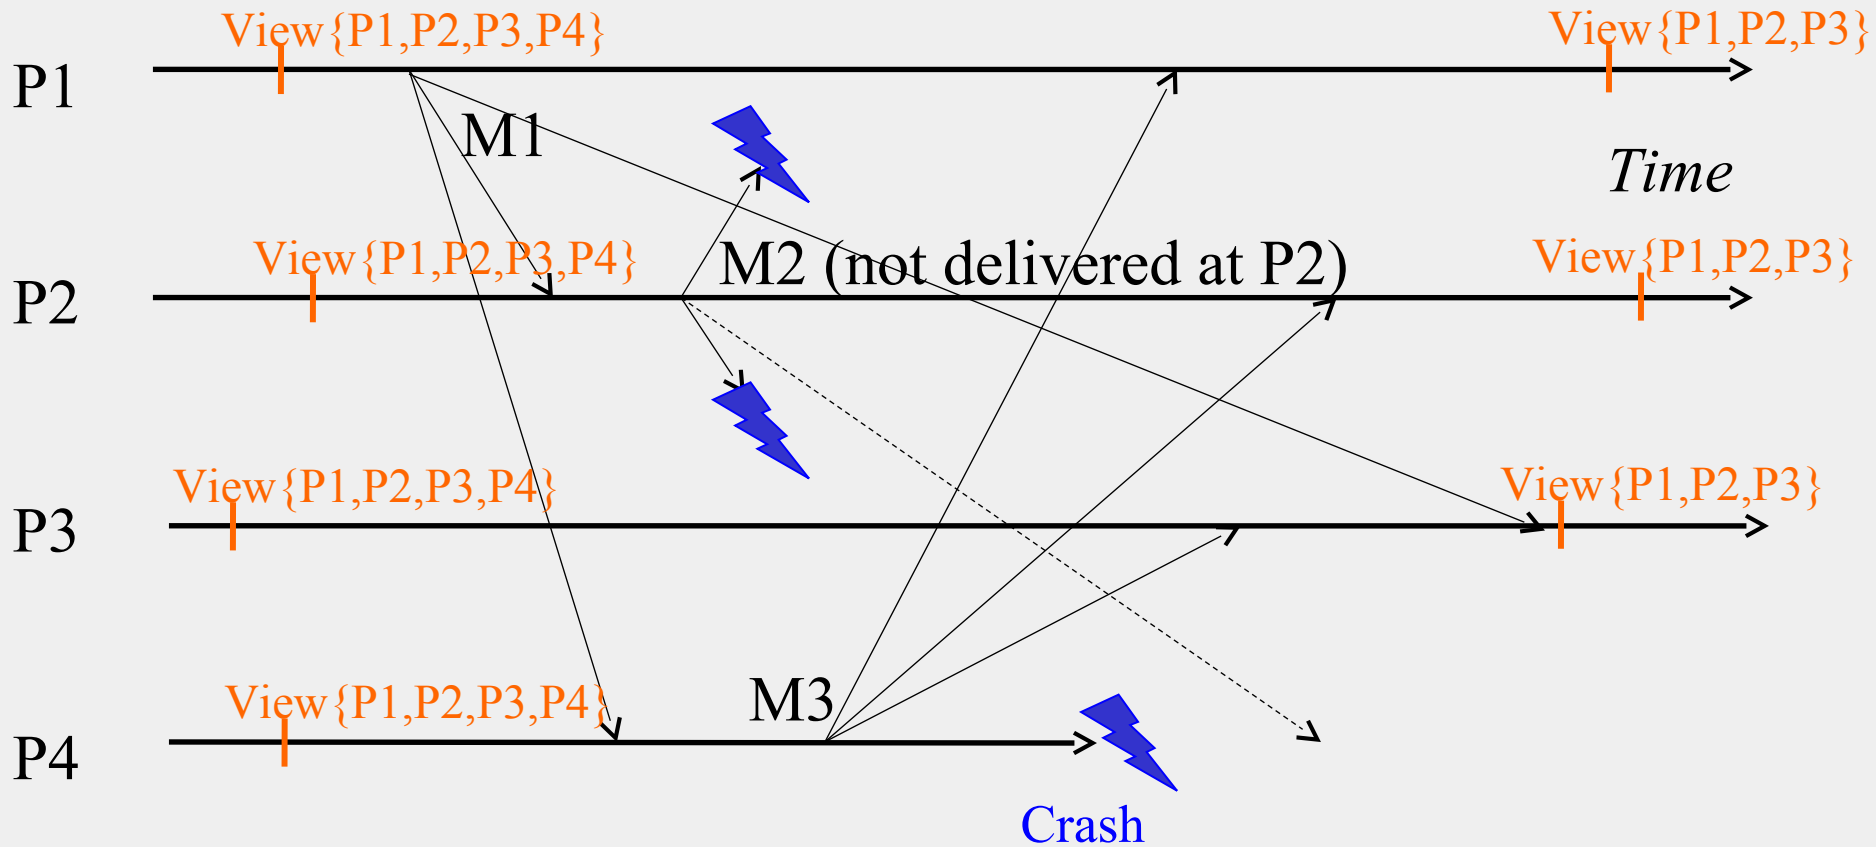 View{P1,P2,P3,P4}
View{P1,P2,P3}
P1
M1
Time
View{P1,P2,P3,P4}
M2 (not delivered at P2)
View{P1,P2,P3}
P2
View{P1,P2,P3,P4}
View{P1,P2,P3}
P3
View{P1,P2,P3,P4}
M3
P4
Crash